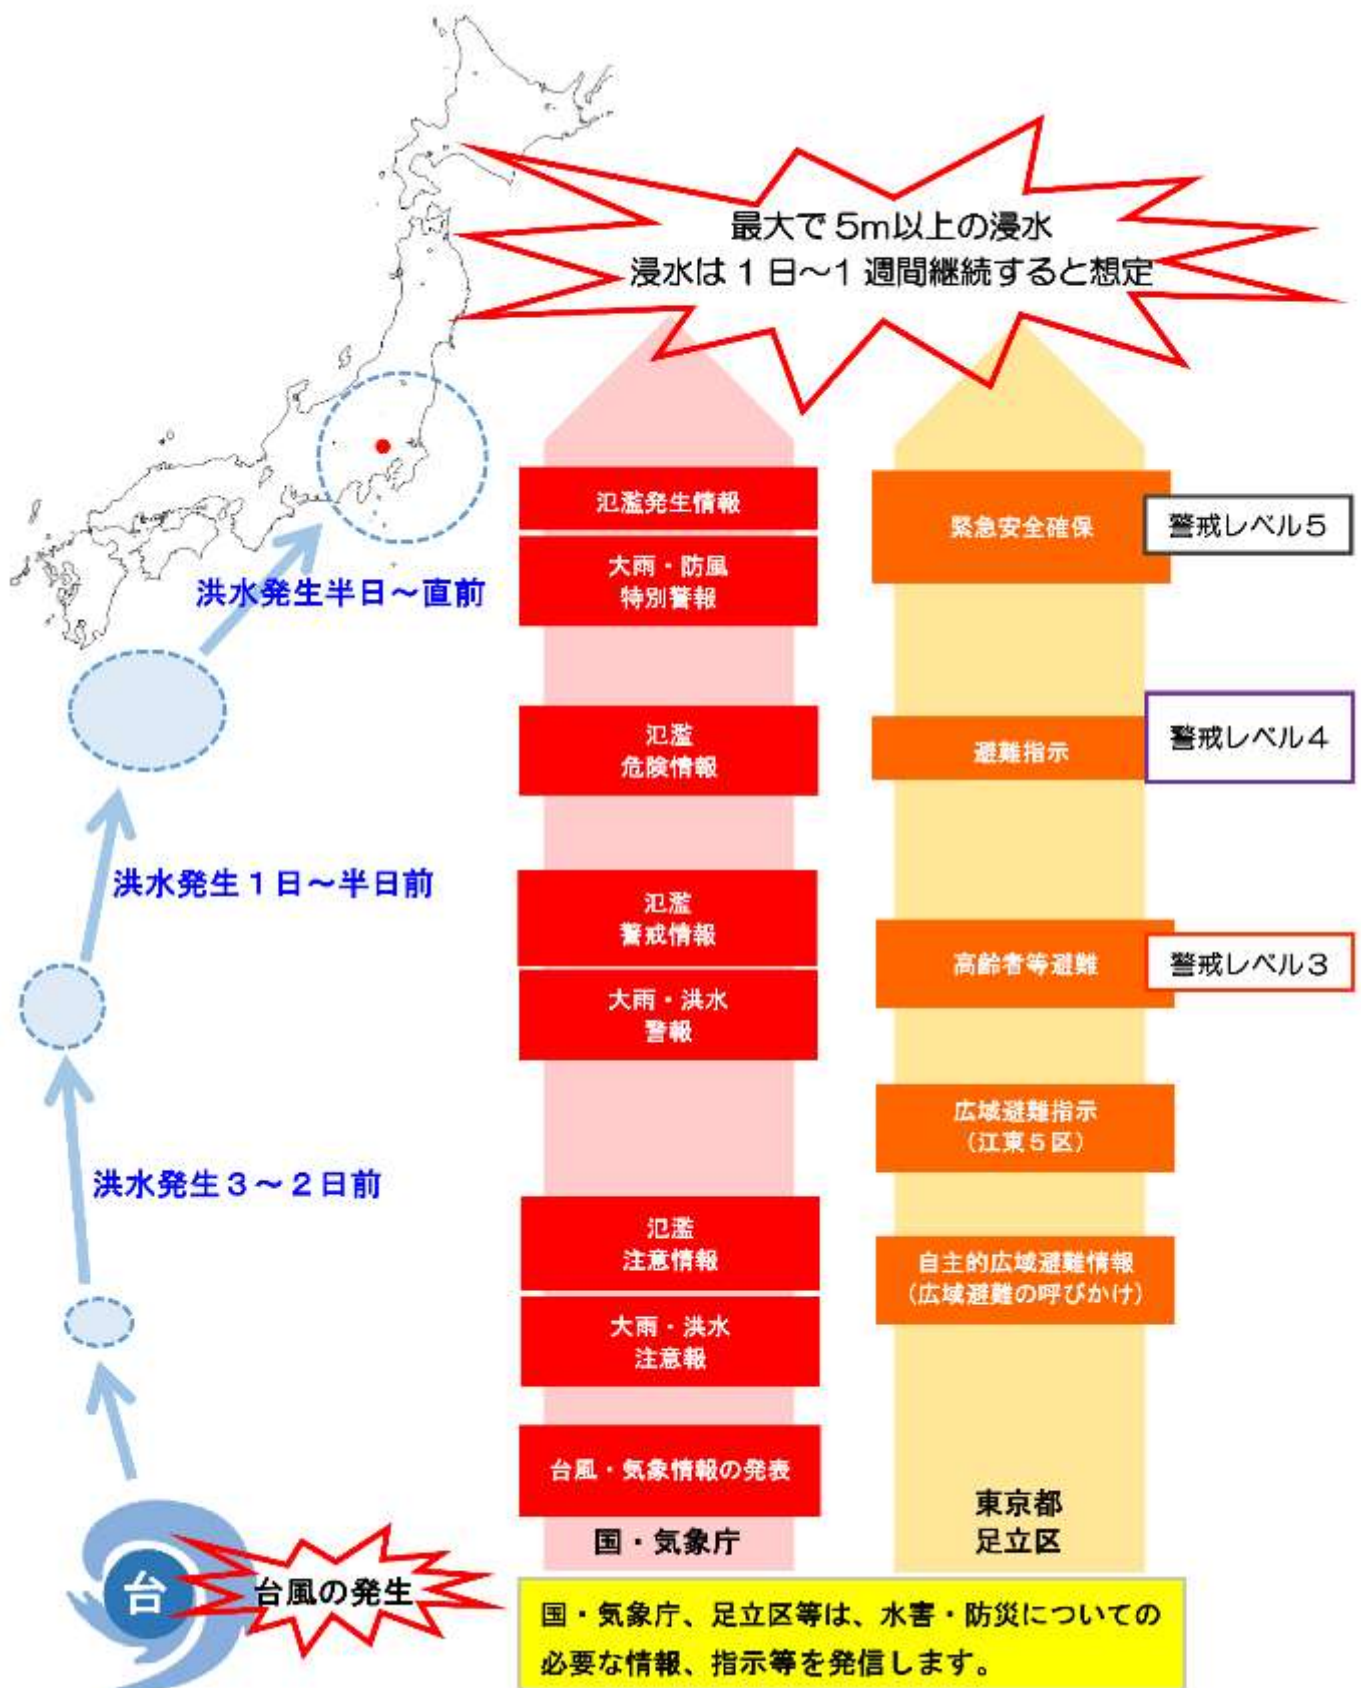 最大で5m以上の浸水
浸水は1日～1週間継続すると想定
氾濫発生情報
緊急安全確保
警戒レベル5
大雨・防風
特別警報
洪水発生半日～直前
氾濫
危険情報
避難指示
警戒レベル4
洪水発生1日～半日前
氾濫
警戒情報
高齢者等避難
警戒レベル3
大雨・洪水
警報
広域避難指示
(江東5区)
洪水発生3～2日前
氾濫
注意情報
自主的広域避難情報
(広域避難の呼びかけ)
大雨・洪水
注意報
台風・気象情報の発表
国・気象庁
東京都
足立区
台
台風の発生
国・気象庁、足立区等は、水害・防災についての
必要な情報、指示等を発信します。